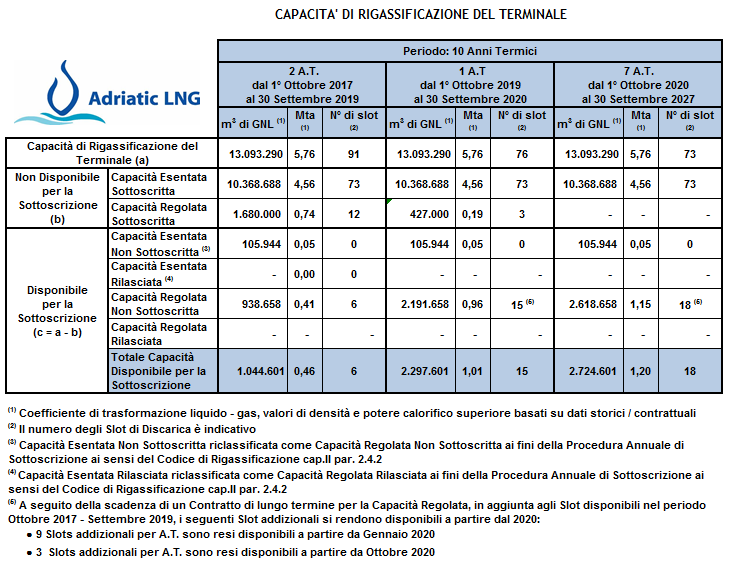 CAPACITA' DI RIGASSIFICAZIONE DEL TERMINALE
Adriatic LNG
Periodo: 10 Anni Termici
2 A.T.
dal 1° Ottobre 2017
al 30 Settembre 2019
1 A.T
dal 1° Ottobre 2019
al 30 Settembre 2020
7 A.T.
dal 1° Ottobre 2020
al 30 Settembre 2027
m³ di GNL (1) Mta (1) N° di slot (2) m³ di GNL (1) Mta (1) N° di slot (2) m³ di GNL (1) Mta (1) N° di slot (2)
Capacità di Rigassificazione del
Terminale (a)
13.093.290 5,76 91 13.093.290 5,76 76 13.093.290 5,76 73
Non Disponibile
per la
Sottoscrizione
(b)
Capacità Esentata
Sottoscritta
10.368.688 4,56 73 10.368.688 4,56 73 10.368.688 4,56 73
Capacità Regolata
Sottoscritta
1.680.000 0,74 12 427.000 0,19 3 - - -
Disponibile
per la
Sottoscrizione
(c = a - b)
Capacità Esentata
Non Sottoscritta (3)
105.944 0,05 0 105.944 0,05 0 105.944 0,05 0
Capacità Esentata
Rilasciata (4)
- 0,00 0 - - - - - -
Capacità Regolata
Non Sottoscritta
938.658 0,41 6 2.191.658 0,96 15 (5) 2.618.658 1,15 18 (5)
Capacità Regolata
Rilasciata
- - - - - - - - -
Totale Capacità
Disponibile per la
Sottoscrizione
1.044.601 0,46 6 2.297.601 1,01 15 2.724.601 1,20 18
(1) Coefficiente di trasformazione liquido - gas, valori di densità e potere calorifico superiore basati su dati storici / contrattuali
(2) Il numero degli Slot di Discarica è indicativo
(3) Capacità Esentata Non Sottoscritta riclassificata come Capacità Regolata Non Sottoscritta ai fini della Procedura Annuale di
Sottoscrizione ai sensi del Codice di Rigassificazione cap.II par. 2.4.2
(4) Capacità Esentata Rilasciata riclassificata come Capacità Regolata Rilasciata ai fini della Procedura Annuale di Sottoscrizione ai
sensi del Codice di Rigassificazione cap.II par. 2.4.2
(5) A seguito della scadenza di un Contratto di lungo termine per la Capacità Regolata, in aggiunta agli Slot disponibili nel periodo
Ottobre 2017 - Settembre 2019, i seguenti Slot addizionali si rendono disponibili a partire dal 2020:
● 9 Slots addizionali per A.T. sono resi disponibili a partire da Gennaio 2020
● 3 Slots addizionali per A.T. sono resi disponibili a partire da Ottobre 2020